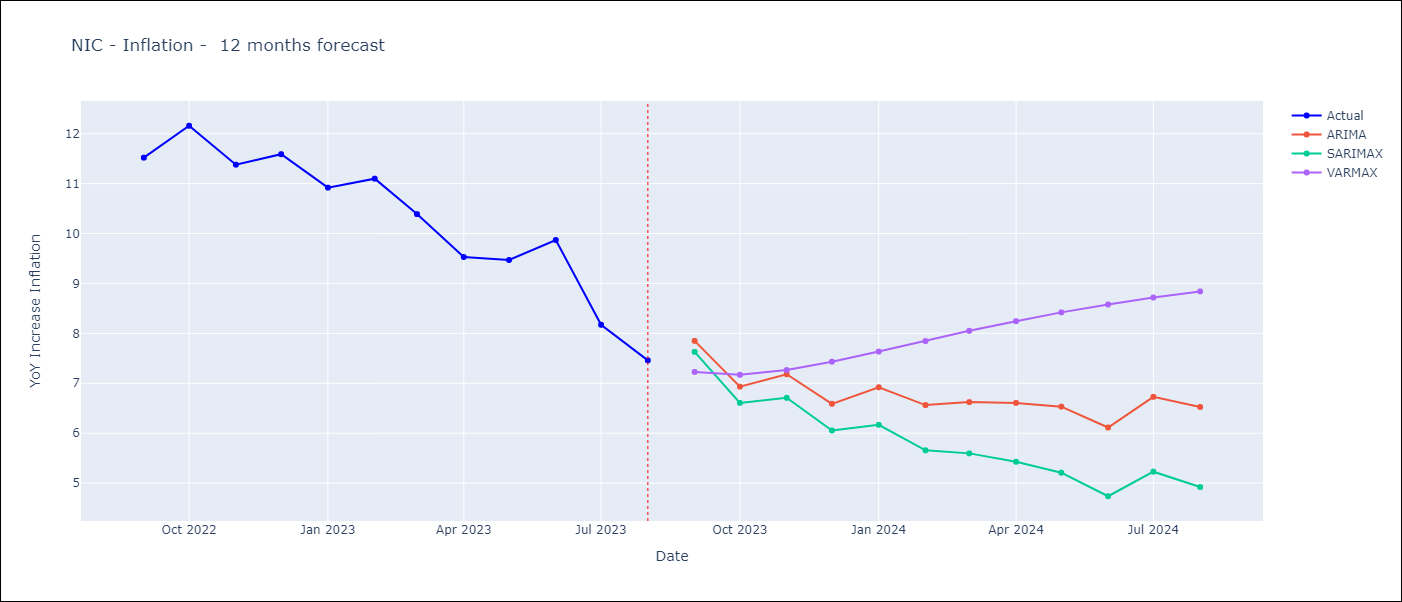 NIC - Inflation -  12 months forecast
Actual
ARIMA
SARIMAX
VARMAX
YoY Increase Inflation
12
11
10
9
8
7
6
5
Oct 2022 Jan 2023 Apr 2023 Jul 2023 Oct 2023 Jan 2024 Apr 2024 Jul 2024
Date